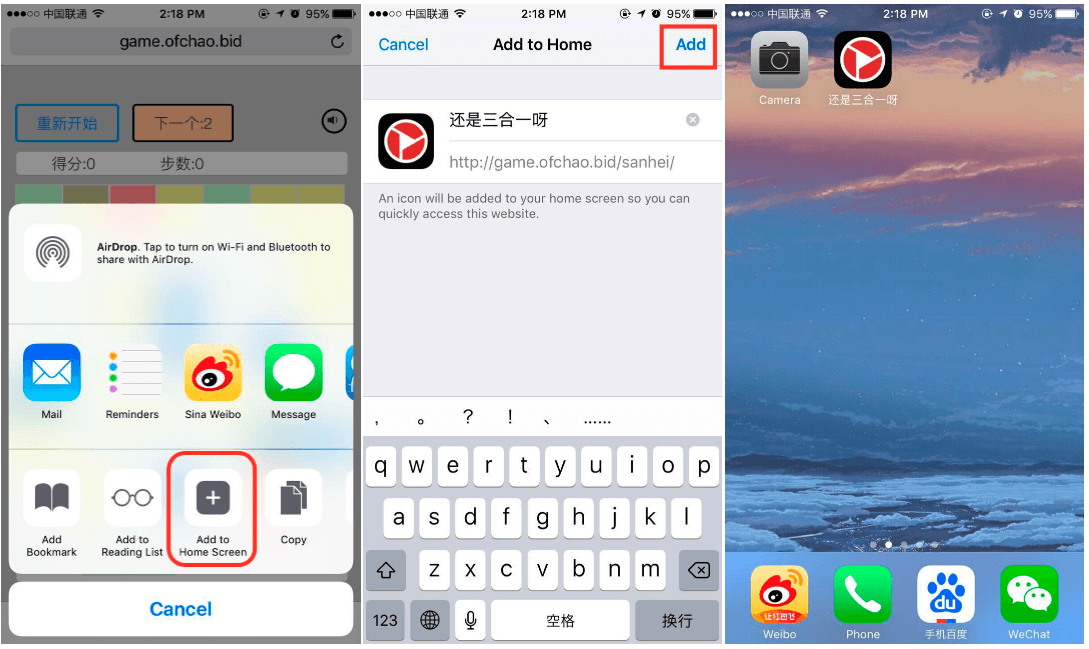 中国联通 2:18 PM 95%
game.ofchao.bid
重新开始 下一个:2
得分:0 步数:0
AirDrop. Tap to turn on Wi-Fi and Bluetooth to
share with AirDrop.
Mail Reminders Sina Weibo Message
Add
Bookmark
Add to
Reading List
Add to
Home Screen
Copy
Cancel
中国联通 2:18 PM 95%
Cancel Add to Home Add
还是三合一呀
http://game.ofchao.bid/sanhei/
An icon will be added to your home screen so you can
quickly access this website.
, 。 ? ! 、 ……
q w e r t y u i o p
a s d f g h j k l
z x c v b n m
123 空格 换行
中国联通 2:18 PM 95%
Camera 还是三合一呀
du
Weibo Phone 手机百度 WeChat